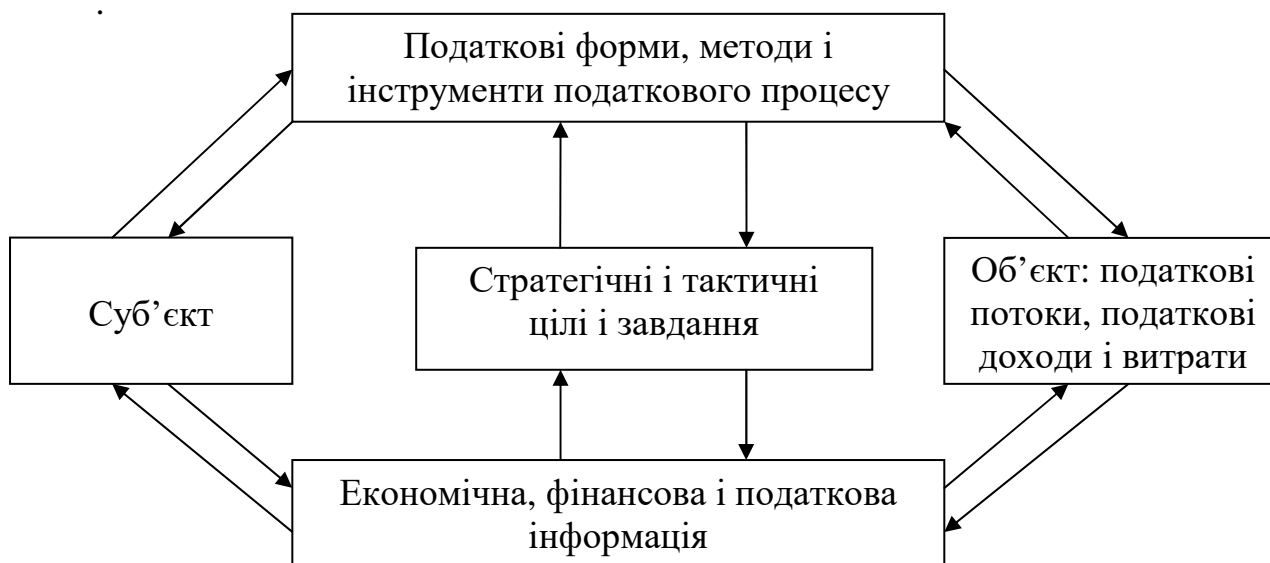 .
Податкові форми, методи і
інструменти податкового процесу
Суб’єкт
Стратегічні і тактичні
цілі і завдання
Об’єкт: податкові
потоки, податкові
доходи і витрати
Економічна, фінансова і податкова
інформація